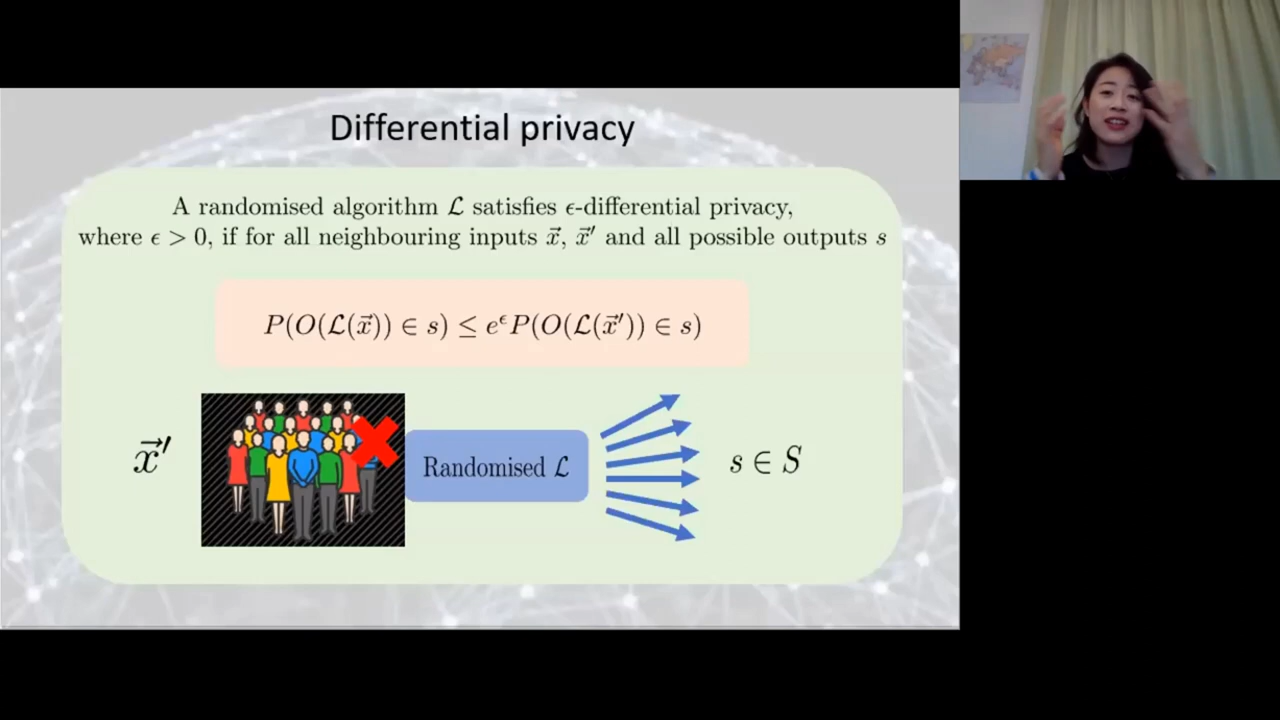 Differential privacy
A randomised algorithm ℒ satisfies ϵ-differential privacy,
where ϵ > 0, if for all neighbouring inputs x⃗, x⃗′ and all possible outputs s
P(O(ℒ(x⃗)) ∈ s) ≤ e^ϵ P(O(ℒ(x⃗′)) ∈ s)
x⃗′
Randomised ℒ
s ∈ S